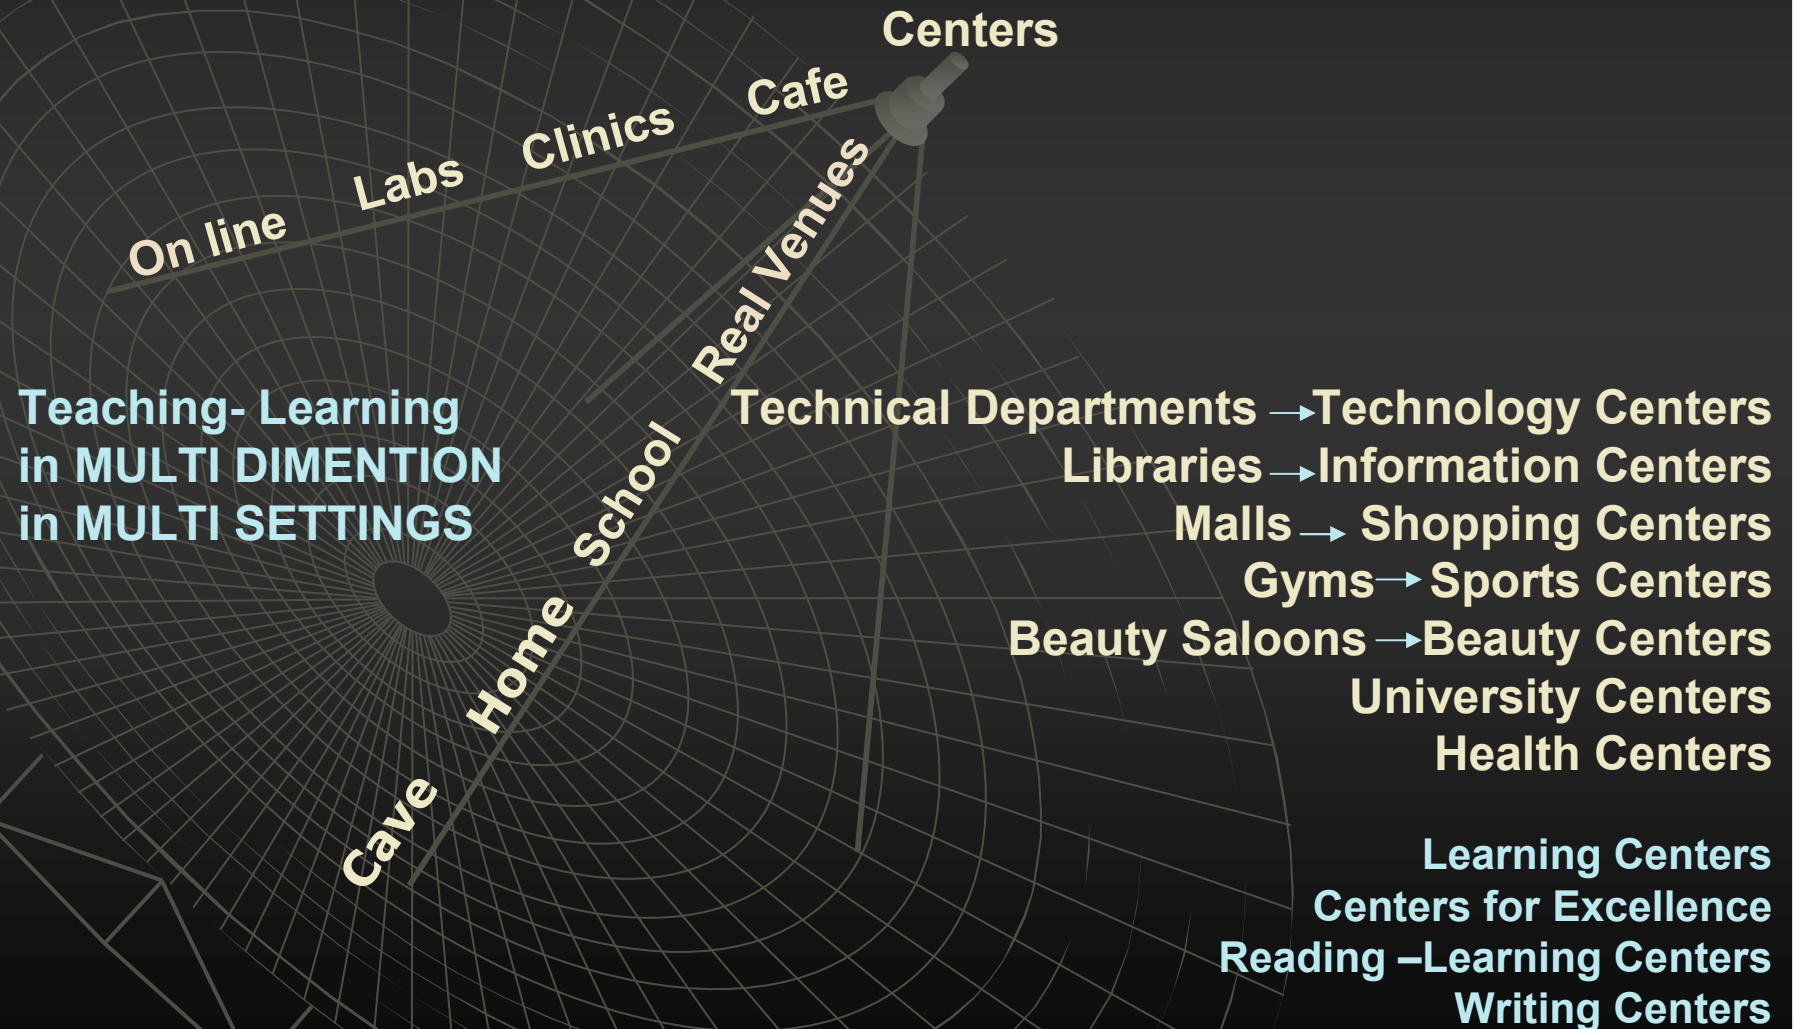 Centers
On line Labs Clinics Cafe
Cave Home School Real Venues
Teaching- Learning
in MULTI DIMENTION
in MULTI SETTINGS
Technical Departments → Technology Centers
Libraries → Information Centers
Malls → Shopping Centers
Gyms → Sports Centers
Beauty Saloons → Beauty Centers
University Centers
Health Centers
Learning Centers
Centers for Excellence
Reading –Learning Centers
Writing Centers